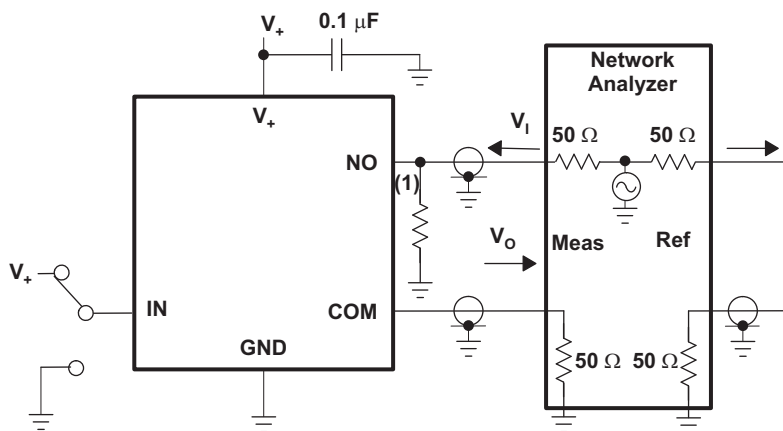 V+
0.1 μF
V+
Network
Analyzer
NO
(1)
VI
50 Ω
50 Ω
VO
Meas
Ref
V+
IN
COM
GND
50 Ω
50 Ω